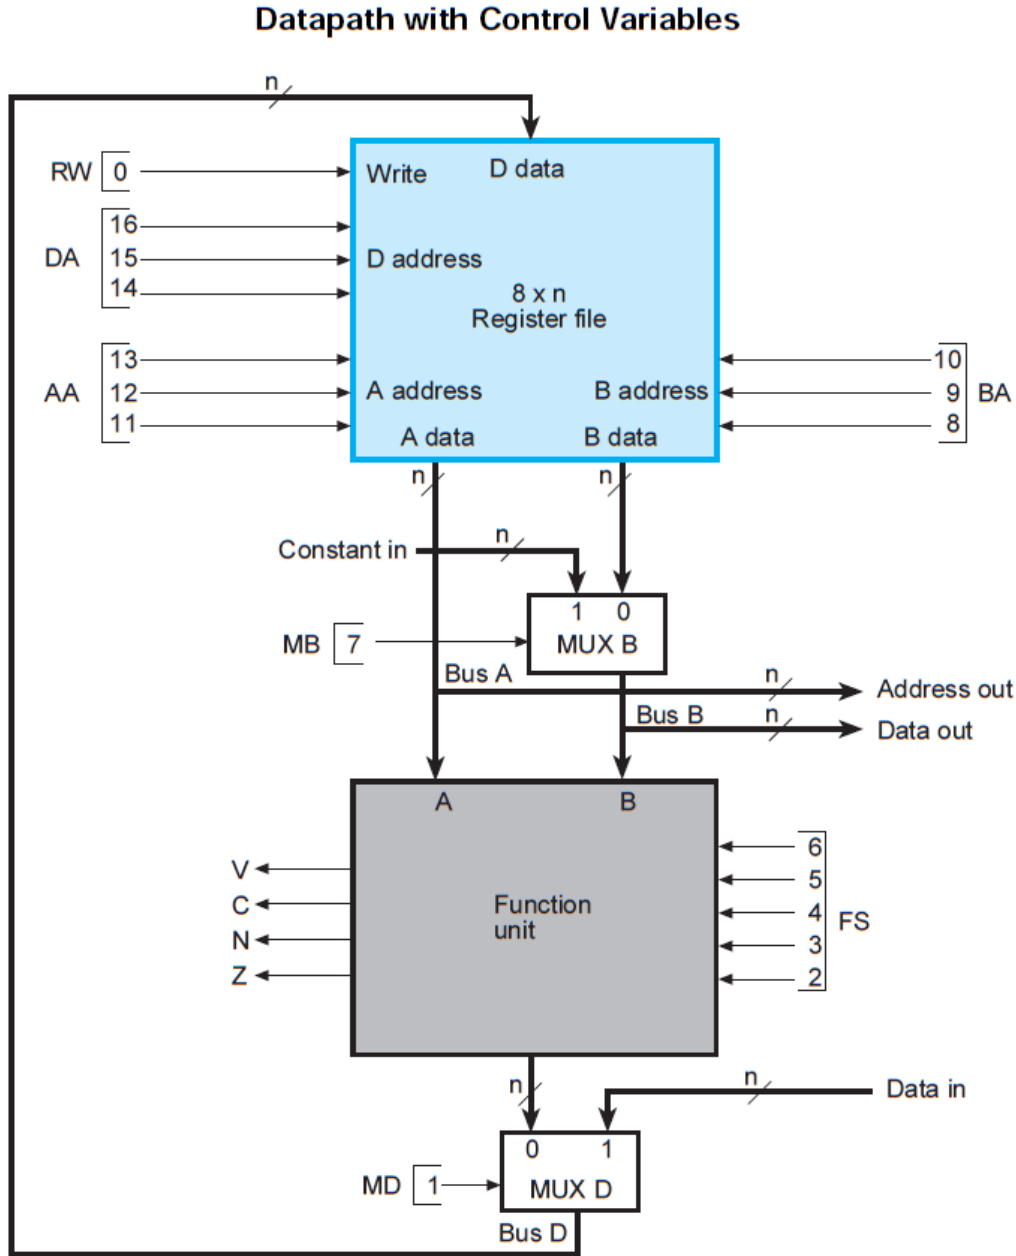 Datapath with Control Variables
n
RW 0
Write
D data
16
DA 15
14
D address
8 x n
Register file
13
AA 12
11
A address
B address
10
9 BA
8
A data
B data
n
n
Constant in
n
1 0
MUX B
MB 7
Bus A
n
Address out
Bus B
n
Data out
A
B
V
C
N
Z
Function
unit
6
5
4
3
2
FS
n
n
Data in
0 1
MUX D
MD 1
Bus D